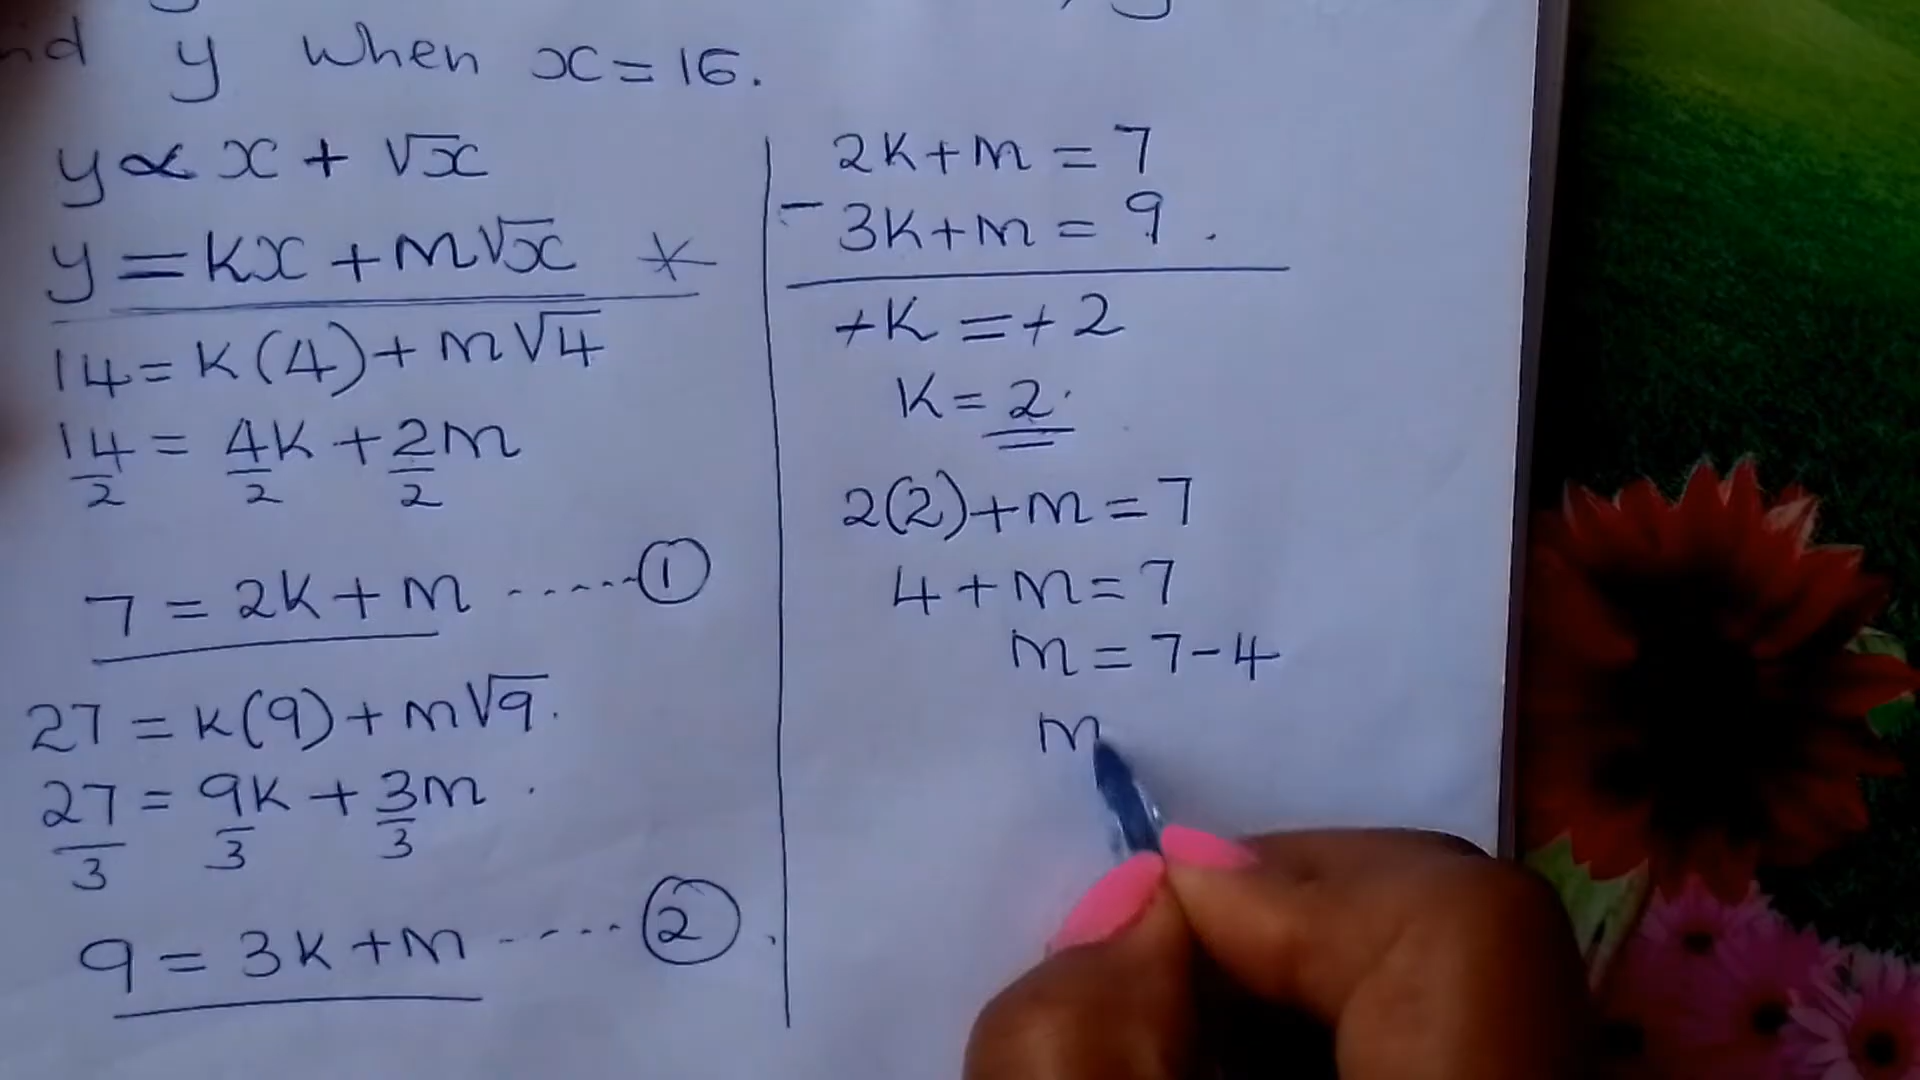 y when x = 16.
y ∝ x + √x
y = kx + m√x *
14 = k(4) + m√4
14/2 = 4k/2 + 2m/2
7 = 2k + m -----①
27 = k(9) + m√9.
27/3 = 9k/3 + 3m/3 .
9 = 3k + m -----②.
2k + m = 7
- 3k + m = 9 .
+k = +2
k = 2.
2(2) + m = 7
4 + m = 7
m = 7 - 4
m